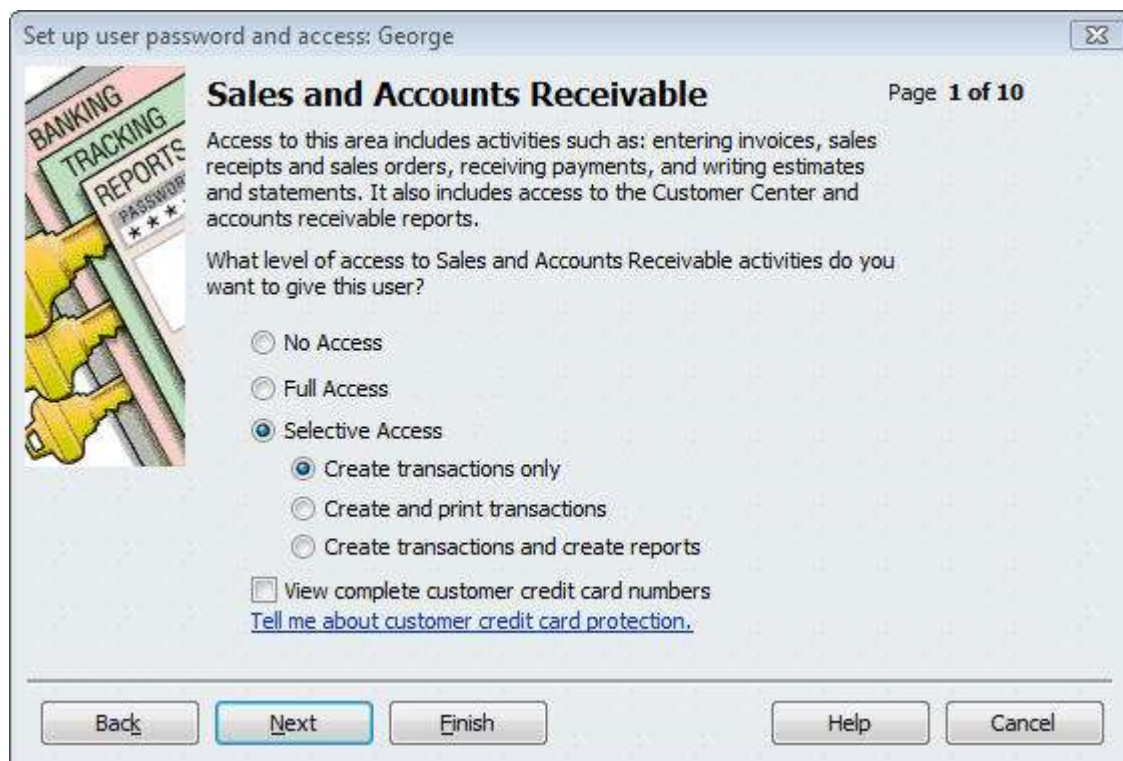 Set up user password and access: George
BANKING
TRACKING
REPORTS
PASSWOR
* * *
Sales and Accounts Receivable
Page 1 of 10
Access to this area includes activities such as: entering invoices, sales
receipts and sales orders, receiving payments, and writing estimates
and statements. It also includes access to the Customer Center and
accounts receivable reports.
What level of access to Sales and Accounts Receivable activities do you
want to give this user?
No Access
Full Access
Selective Access
Create transactions only
Create and print transactions
Create transactions and create reports
View complete customer credit card numbers
Tell me about customer credit card protection.
Back
Next
Finish
Help
Cancel